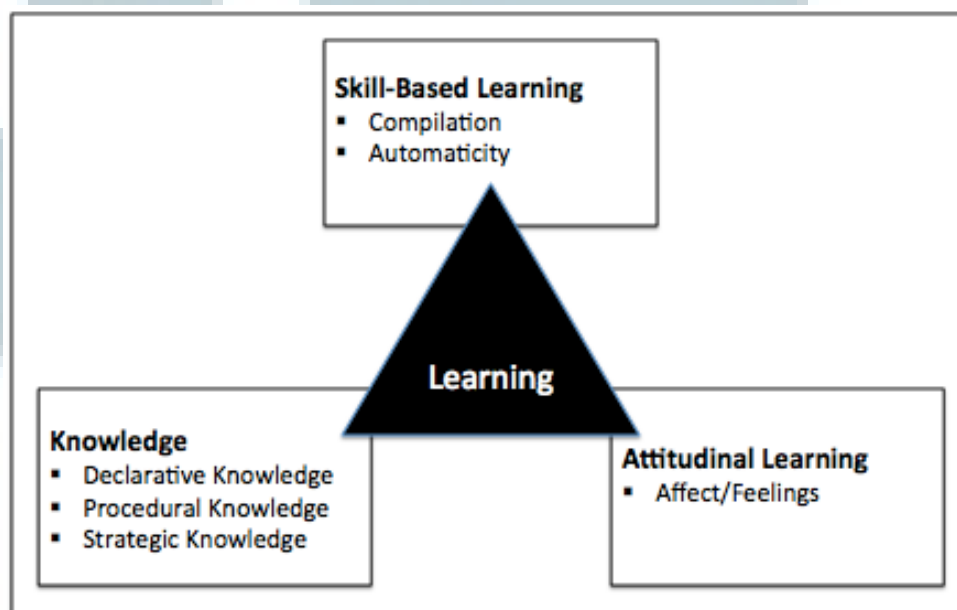 Skill-Based Learning
▪ Compilation
▪ Automaticity
Learning
Knowledge
▪ Declarative Knowledge
▪ Procedural Knowledge
▪ Strategic Knowledge
Attitudinal Learning
▪ Affect/Feelings